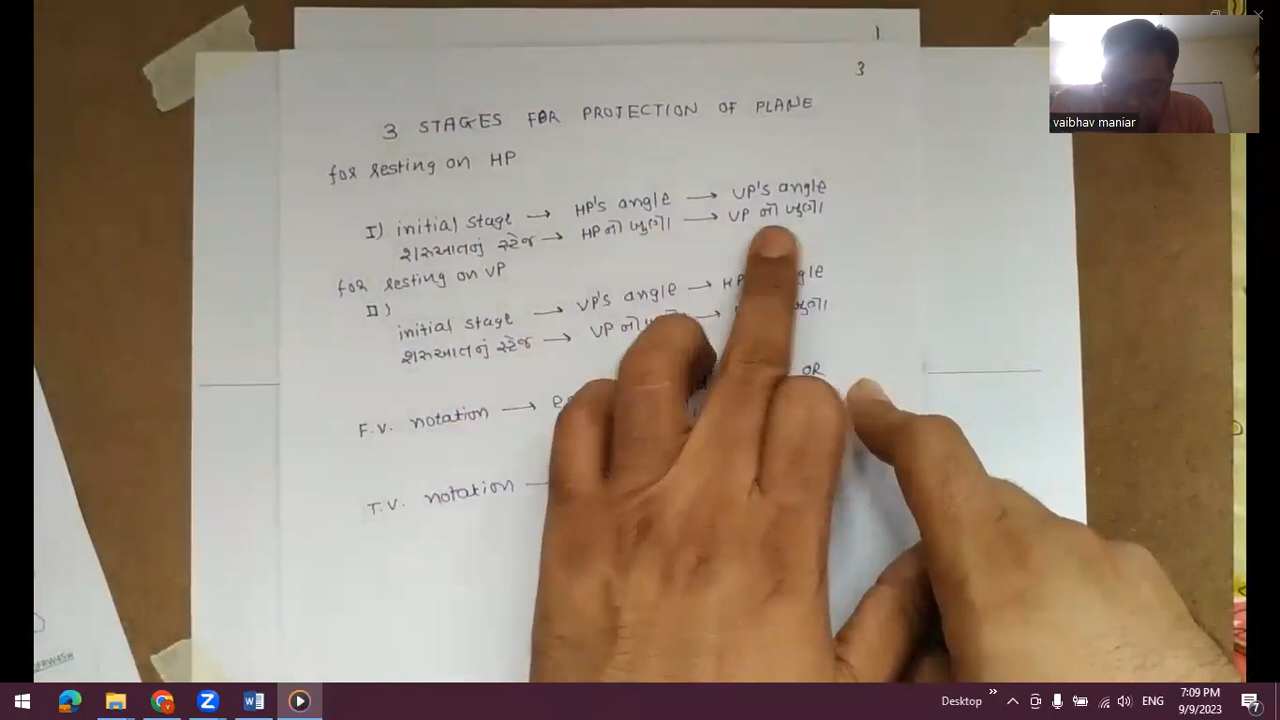 1
3
vaibhav maniar
3 STAGES FOR PROJECTION OF PLANE
for resting on HP
I) initial stage → HP's angle → VP's angle
શરુઆતનું સ્ટેજ → HP નો ખુણો → VP નો ખુણો
for resting on VP
II)
initial stage → VP's angle → HP
શરુઆતનું સ્ટેજ → VP નો
F.V. notation → OR
T.V. notation
Desktop
ENG
7:09 PM
9/9/2023
7